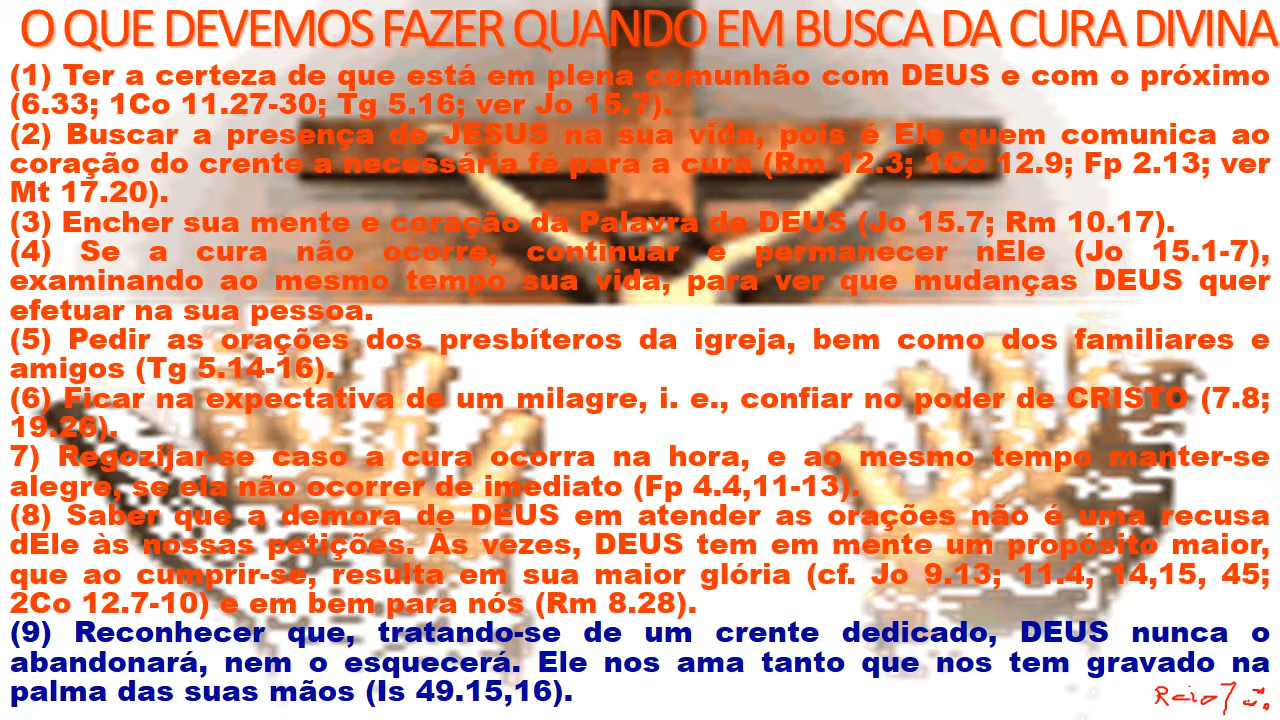 O QUE DEVEMOS FAZER QUANDO EM BUSCA DA CURA DIVINA
(1) Ter a certeza de que está em plena comunhão com DEUS e com o próximo
(6.33; 1Co 11.27-30; Tg 5.16; ver Jo 15.7).
(2) Buscar a presença de JESUS na sua vida, pois é Ele quem comunica ao
coração do crente a necessária fé para a cura (Rm 12.3; 1Co 12.9; Fp 2.13; ver
Mt 17.20).
(3) Encher sua mente e coração da Palavra de DEUS (Jo 15.7; Rm 10.17).
(4) Se a cura não ocorre, continuar e permanecer nEle (Jo 15.1-7),
examinando ao mesmo tempo sua vida, para ver que mudanças DEUS quer
efetuar na sua pessoa.
(5) Pedir as orações dos presbíteros da igreja, bem como dos familiares e
amigos (Tg 5.14-16).
(6) Ficar na expectativa de um milagre, i. e., confiar no poder de CRISTO (7.8;
19.26).
7) Regozijar-se caso a cura ocorra na hora, e ao mesmo tempo manter-se
alegre, se ela não ocorrer de imediato (Fp 4.4,11-13).
(8) Saber que a demora de DEUS em atender as orações não é uma recusa
dEle às nossas petições. Às vezes, DEUS tem em mente um propósito maior,
que ao cumprir-se, resulta em sua maior glória (cf. Jo 9.13; 11.4, 14,15, 45;
2Co 12.7-10) e em bem para nós (Rm 8.28).
(9) Reconhecer que, tratando-se de um crente dedicado, DEUS nunca o
abandonará, nem o esquecerá. Ele nos ama tanto que nos tem gravado na
palma das suas mãos (Is 49.15,16).